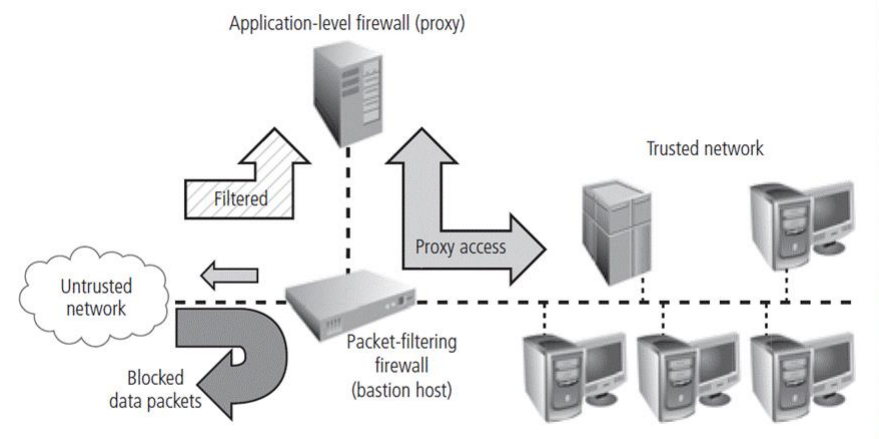 Application-level firewall (proxy)
Trusted network
Filtered
Proxy access
Untrusted
network
Packet-filtering
firewall
(bastion host)
Blocked
data packets